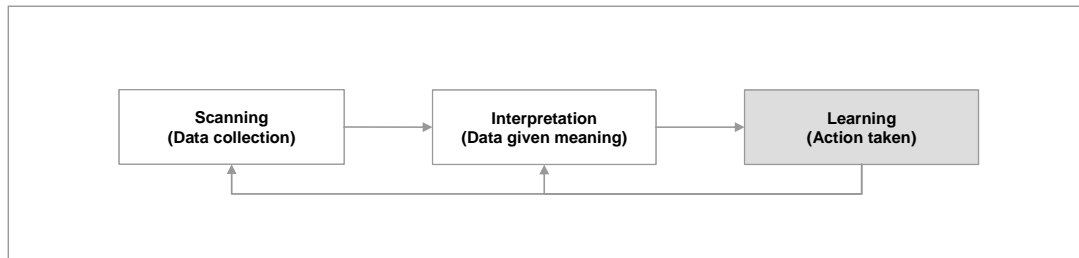 Scanning
(Data collection)
Interpretation
(Data given meaning)
Learning
(Action taken)